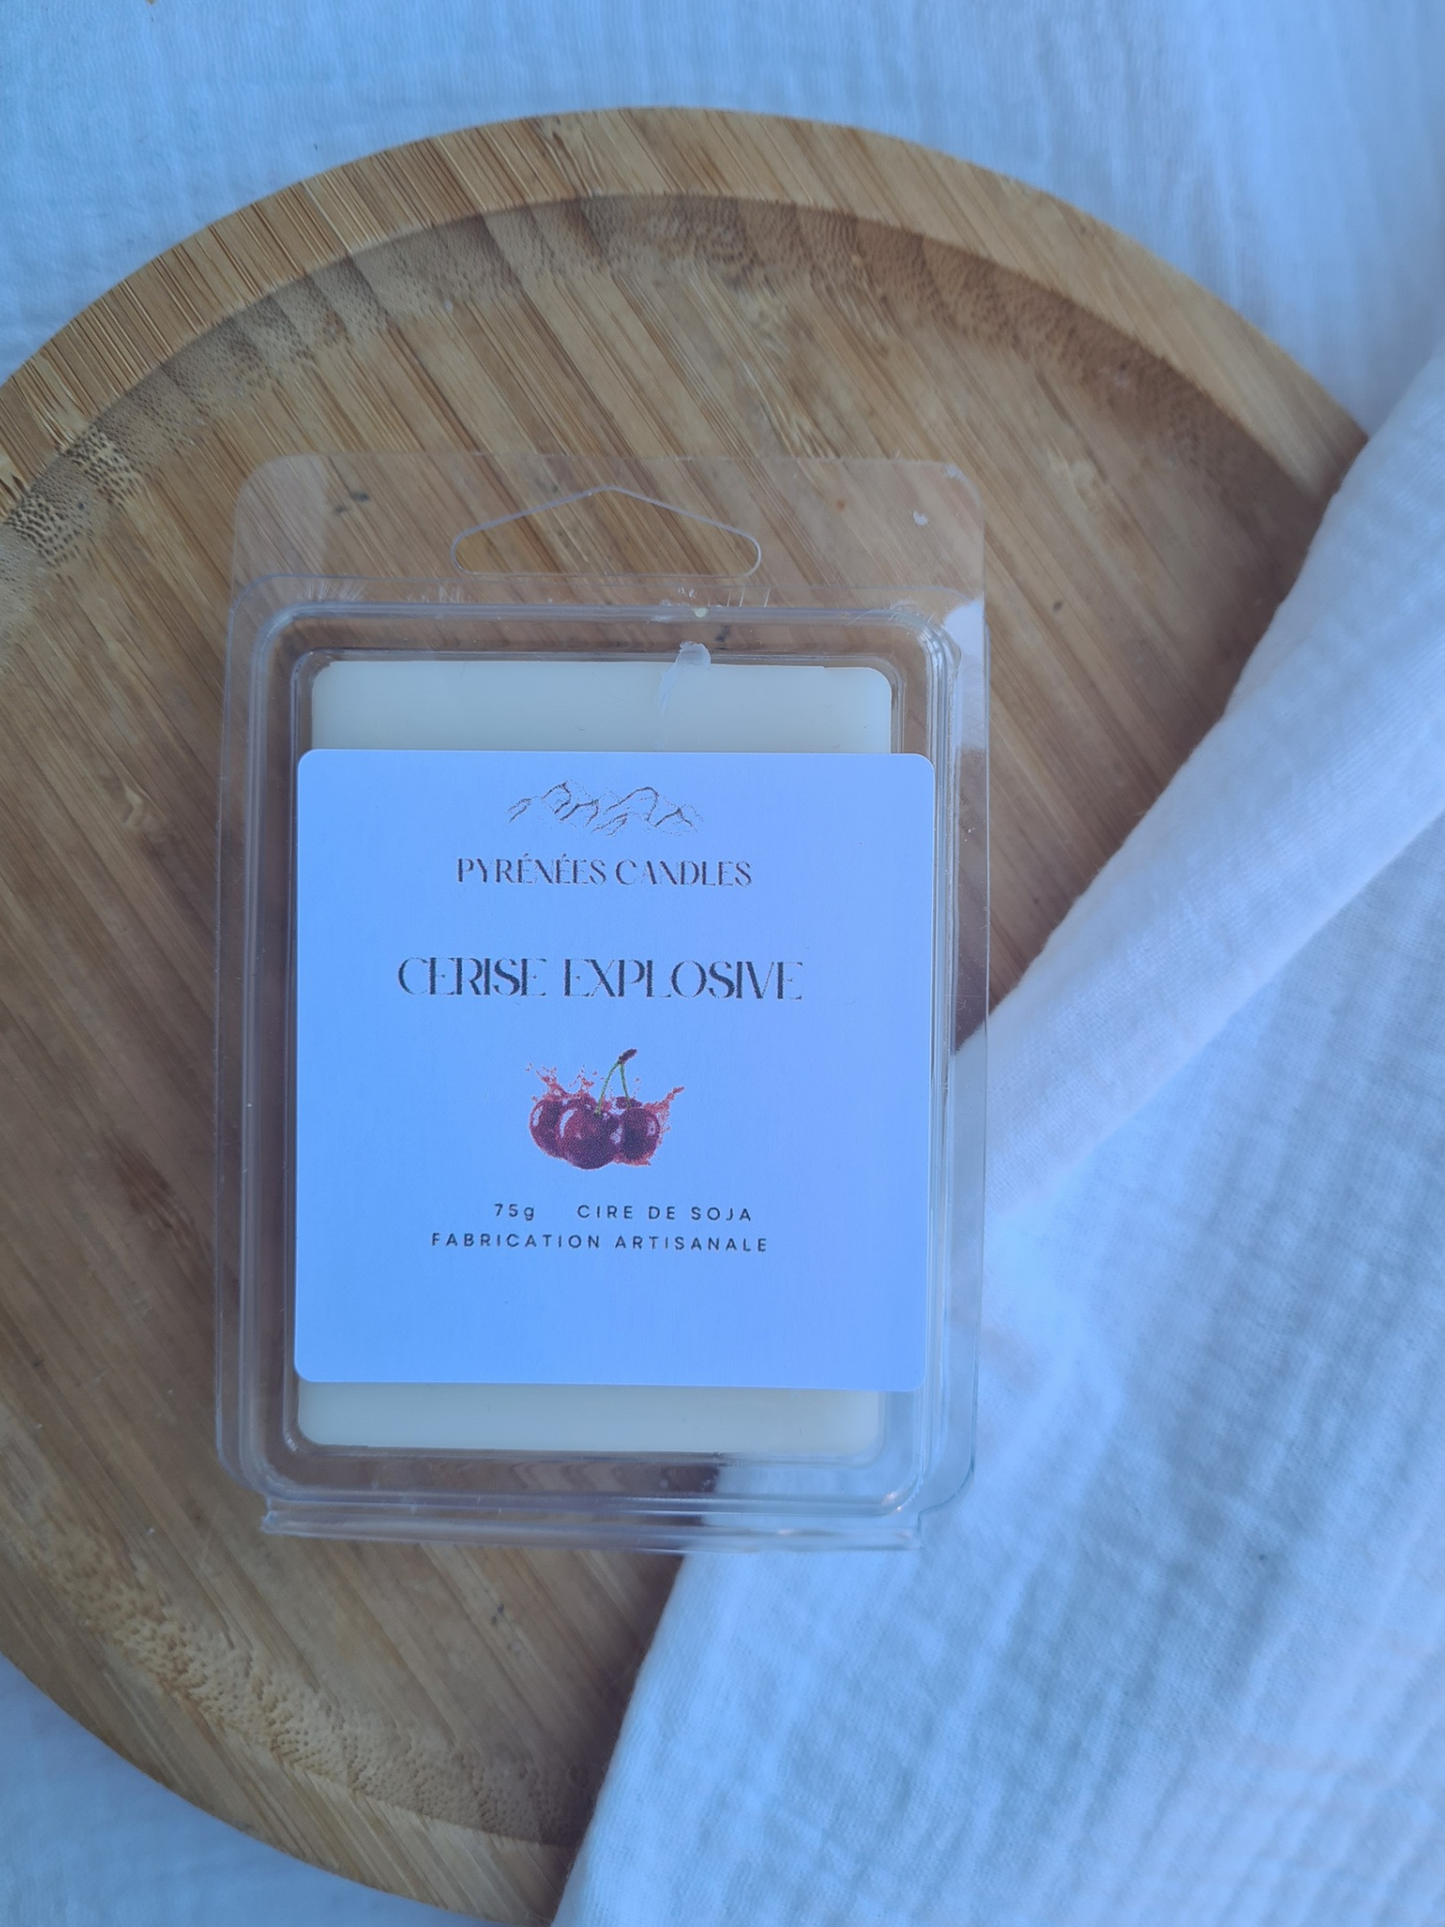 PYRÉNÉES CANDLES
CERISE EXPLOSIVE
75g CIRE DE SOJA
FABRICATION ARTISANALE